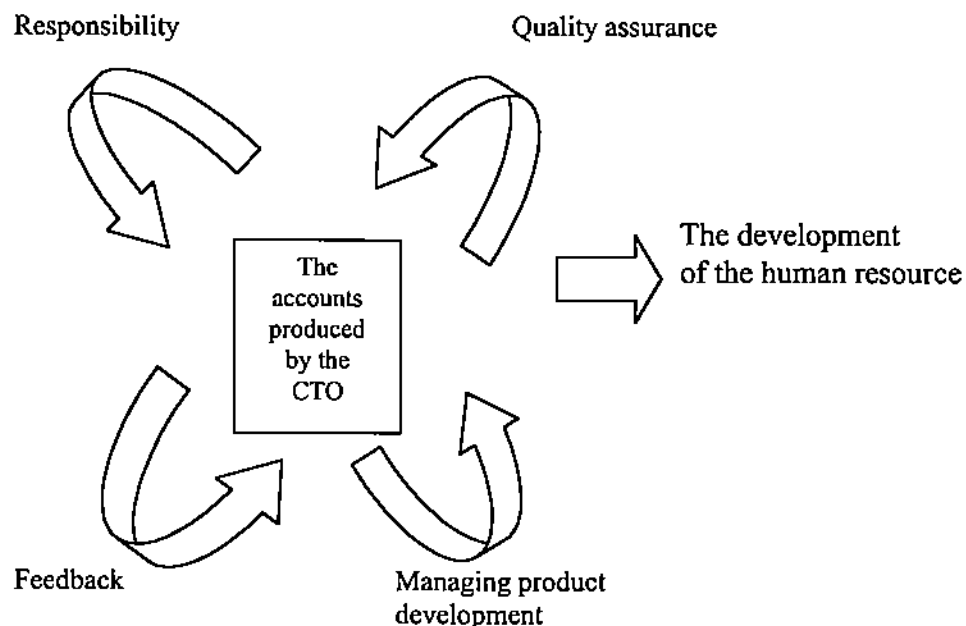 Responsibility
Quality assurance
The development
of the human resource
The
accounts
produced
by the
CTO
Feedback
Managing product
development